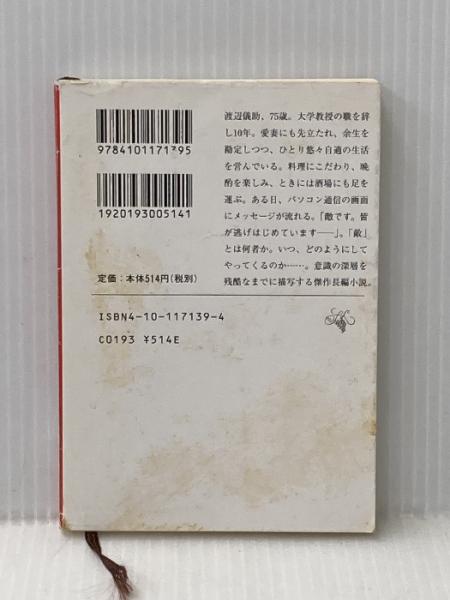 9784101171395
1920193005141
定価：本体514円（税別）
ISBN4-10-117139-4
C0193 ¥514E
渡辺儀助、75歳。大学教授の職を辞
し10年。愛妻にも先立たれ、余生を
勘定しつつ、ひとり悠々自適の生活
を営んでいる。料理にこだわり、晩
酌を楽しみ、ときには酒場にも足を
運ぶ。ある日、パソコン通信の画面
にメッセージが流れる。「敵です。皆
が逃げはじめています――」。「敵」
とは何者か。いつ、どのようにして
やってくるのか……。意識の深層を
残酷なまでに描写する傑作長編小説。